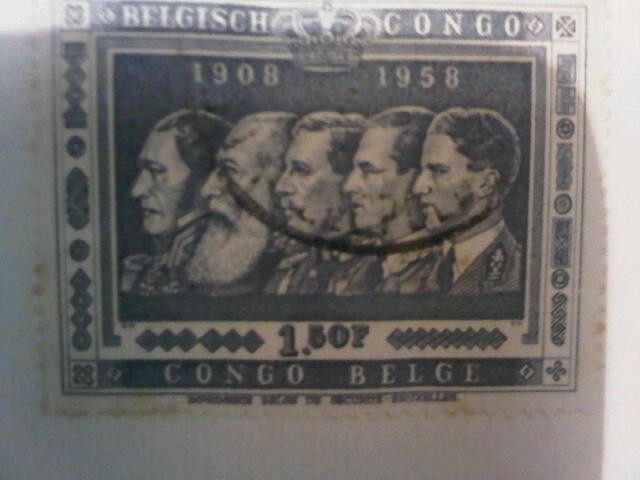 BELGISCH CONGO
1908 1958
1.50F
CONGO BELGE